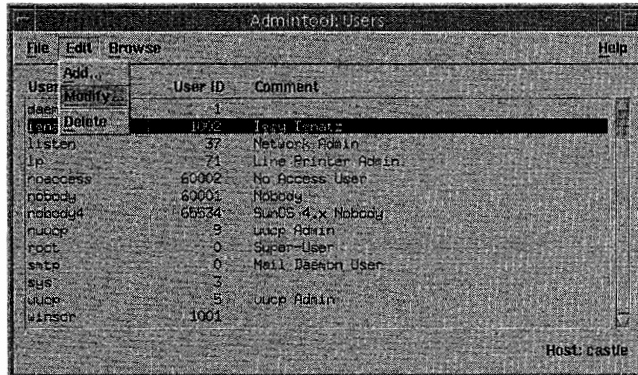 Admintool: Users
File Edit Browse Help
Add...
Modify...
Delete
User ID Comment
1
1002 Iggy Ignatz
listen 37 Network Admin
lp 71 Line Printer Admin
noaccess 60002 No Access User
nobody 60001 Nobody
nobody4 65534 SunOS 4.x Nobody
nuucp 9 uucp Admin
root 0 Super-User
smtp 0 Mail Daemon User
sys 3
uucp 5 uucp Admin
winsor 1001
Host: castle